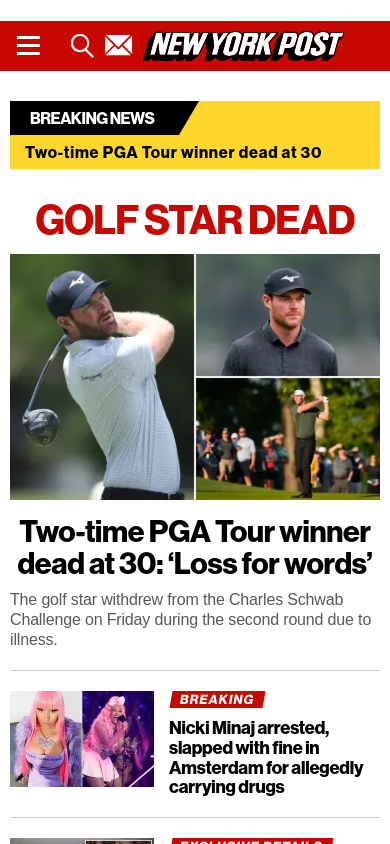 NEW YORK POST
BREAKING NEWS
Two-time PGA Tour winner dead at 30
GOLF STAR DEAD
Two-time PGA Tour winner
dead at 30: ‘Loss for words’
The golf star withdrew from the Charles Schwab
Challenge on Friday during the second round due to
illness.
BREAKING
Nicki Minaj arrested,
slapped with fine in
Amsterdam for allegedly
carrying drugs
EXCLUSIVE DETAILS